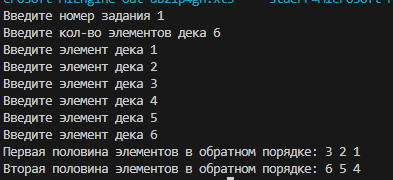 Введите номер задания 1
Введите кол-во элементов дека 6
Введите элемент дека 1
Введите элемент дека 2
Введите элемент дека 3
Введите элемент дека 4
Введите элемент дека 5
Введите элемент дека 6
Первая половина элементов в обратном порядке: 3 2 1
Вторая половина элементов в обратном порядке: 6 5 4